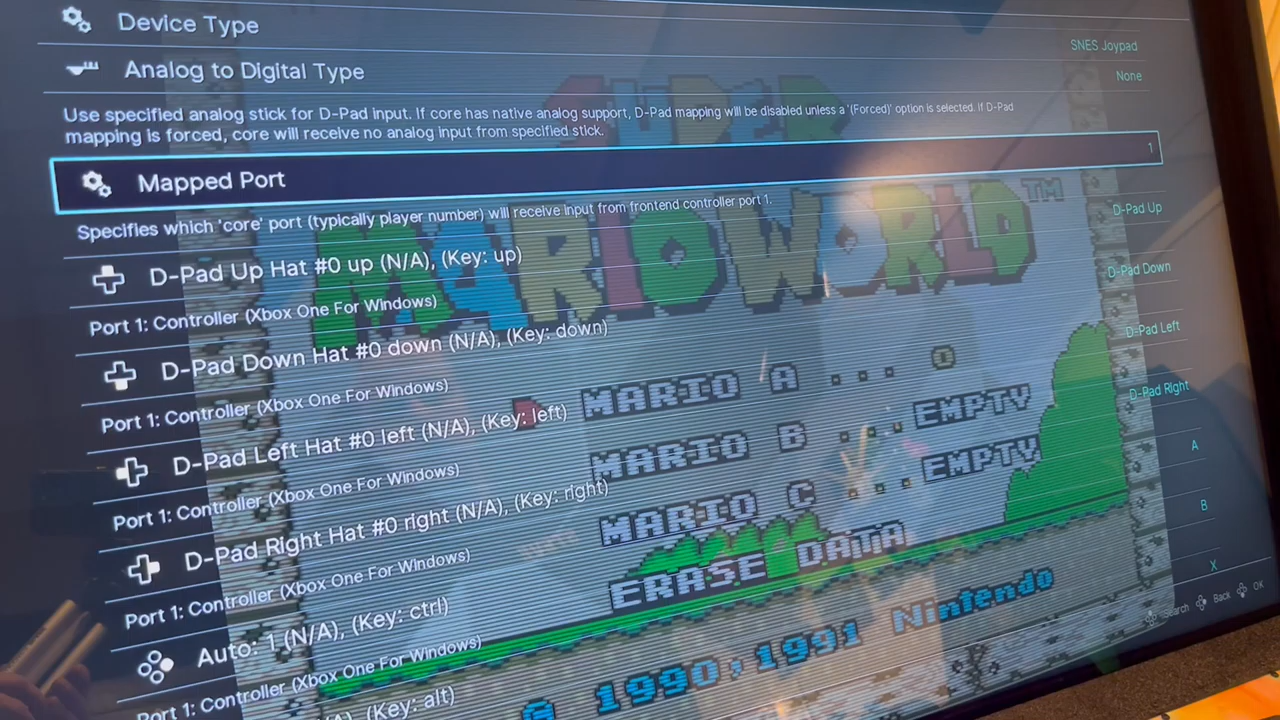 Device Type
SNES Joypad
Analog to Digital Type
None
Use specified analog stick for D-Pad input. If core has native analog support, D-Pad mapping will be disabled unless a '(Forced)' option is selected. If D-Pad
mapping is forced, core will receive no analog input from specified stick.
Mapped Port
1
Specifies which 'core' port (typically player number) will receive input from frontend controller port 1.
D-Pad Up Hat #0 up (N/A), (Key: up)
D-Pad Up
Port 1: Controller (Xbox One For Windows)
D-Pad Down Hat #0 down (N/A), (Key: down)
D-Pad Down
Port 1: Controller (Xbox One For Windows)
D-Pad Left Hat #0 left (N/A), (Key: left)
D-Pad Left
Port 1: Controller (Xbox One For Windows)
D-Pad Right Hat #0 right (N/A), (Key: right)
D-Pad Right
Port 1: Controller (Xbox One For Windows)
Auto: 1 (N/A), (Key: ctrl)
A
Port 1: Controller (Xbox One For Windows)
(Key: alt)
B
X
Search Back OK
SUPER
MARIO WORLD™
MARIO A ... 0
MARIO B ... EMPTY
MARIO C ... EMPTY
ERASE DATA
© 1990,1991 Nintendo